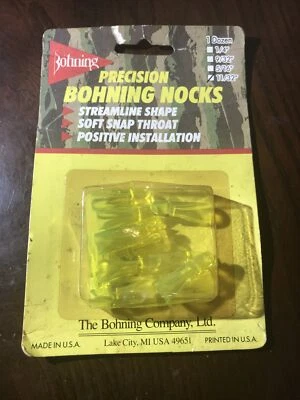 Bohning
1 Dozen
1/4"
9/32"
5/16"
11/32"
PRECISION
BOHNING NOCKS
STREAMLINE SHAPE
SOFT SNAP THROAT
POSITIVE INSTALLATION
The Bohning Company, Ltd.
Lake City, MI USA 49651
MADE IN U.S.A.
MADE IN U.S.A.